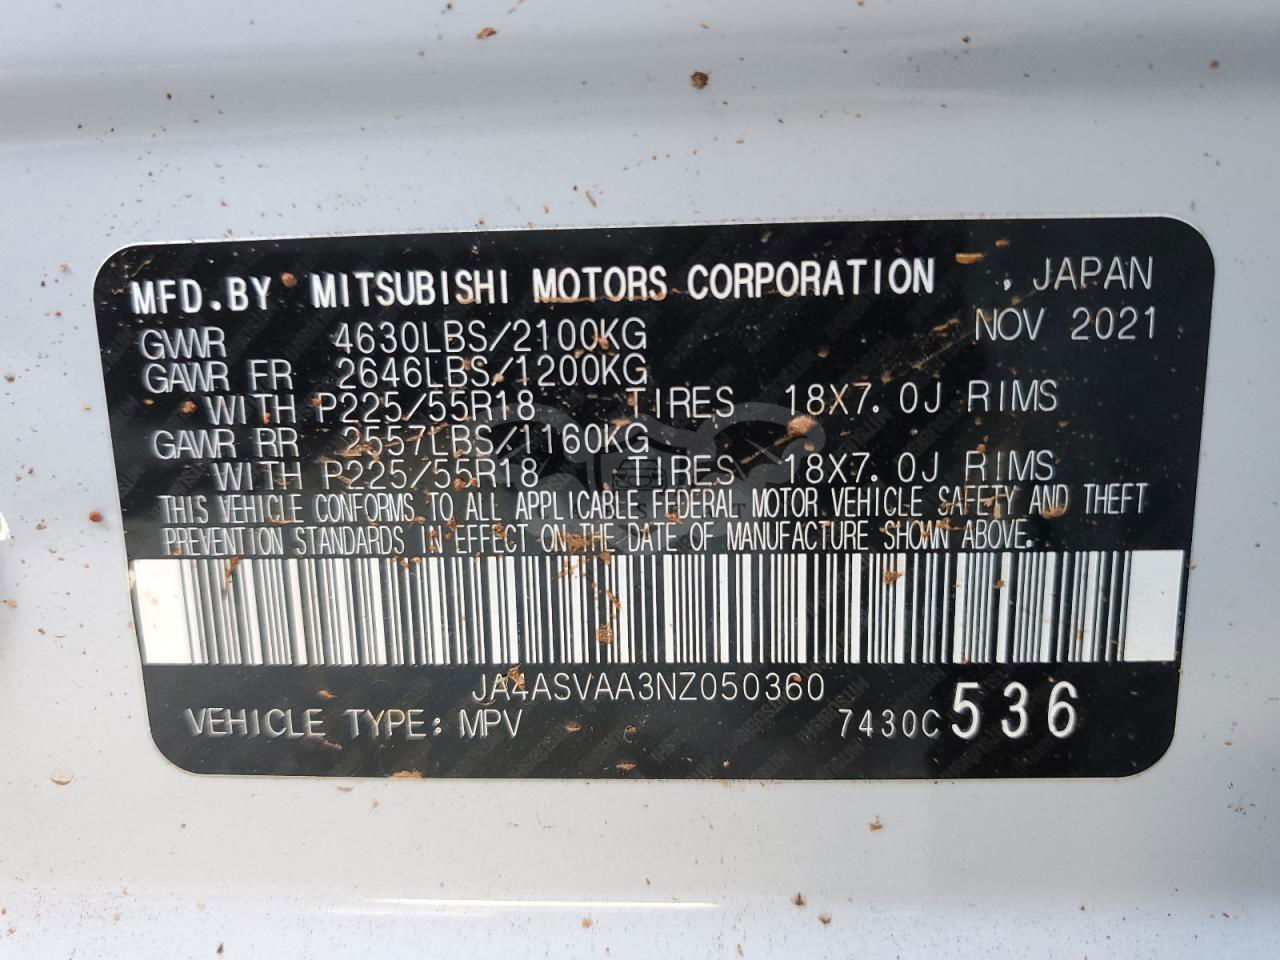 MFD.BY MITSUBISHI MOTORS CORPORATION , JAPAN
GVWR 4630LBS/2100KG NOV 2021
GAWR FR 2646LBS/1200KG
WITH P225/55R18 TIRES 18X7.0J RIMS
GAWR RR 2557LBS/1160KG
WITH P225/55R18 TIRES 18X7.0J RIMS
THIS VEHICLE CONFORMS TO ALL APPLICABLE FEDERAL MOTOR VEHICLE SAFETY AND THEFT
PREVENTION STANDARDS IN EFFECT ON THE DATE OF MANUFACTURE SHOWN ABOVE.
JA4ASVAA3NZ050360
VEHICLE TYPE: MPV 7430C 536